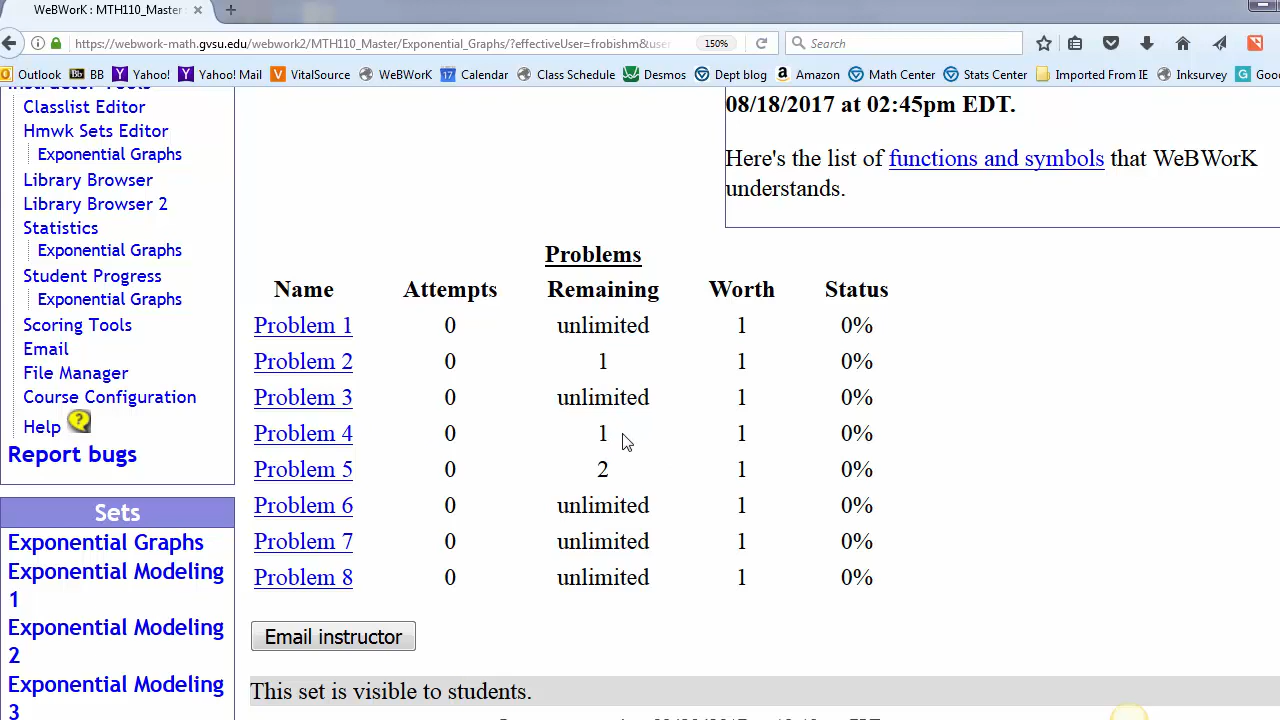 WeBWorK : MTH110_Master
https://webwork-math.gvsu.edu/webwork2/MTH110_Master/Exponential_Graphs/?effectiveUser=frobishm&user
150%
Search
Outlook BB Yahoo! Yahoo! Mail VitalSource WeBWorK Calendar Class Schedule Desmos Dept blog Amazon Math Center Stats Center Imported From IE Inksurvey Goo
Instructor Tools
Classlist Editor
Hmwk Sets Editor
Exponential Graphs
Library Browser
Library Browser 2
Statistics
Exponential Graphs
Student Progress
Exponential Graphs
Scoring Tools
Email
File Manager
Course Configuration
Help ?
Report bugs
Sets
Exponential Graphs
Exponential Modeling
1
Exponential Modeling
2
Exponential Modeling
3
08/18/2017 at 02:45pm EDT.
Here's the list of functions and symbols that WeBWorK
understands.
Problems
Name Attempts Remaining Worth Status
Problem 1 0 unlimited 1 0%
Problem 2 0 1 1 0%
Problem 3 0 unlimited 1 0%
Problem 4 0 1 1 0%
Problem 5 0 2 1 0%
Problem 6 0 unlimited 1 0%
Problem 7 0 unlimited 1 0%
Problem 8 0 unlimited 1 0%
Email instructor
This set is visible to students.